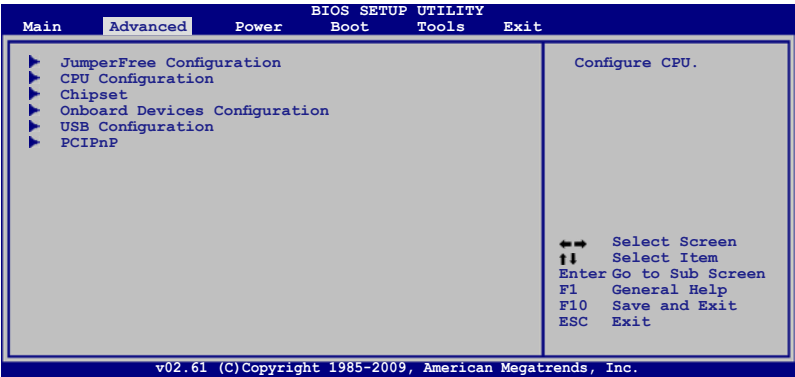 BIOS SETUP UTILITY
Main Advanced Power Boot Tools Exit
JumperFree Configuration
CPU Configuration
Chipset
Onboard Devices Configuration
USB Configuration
PCIPnP
Configure CPU.
Select Screen
Select Item
Enter Go to Sub Screen
F1 General Help
F10 Save and Exit
ESC Exit
v02.61 (C)Copyright 1985-2009, American Megatrends, Inc.